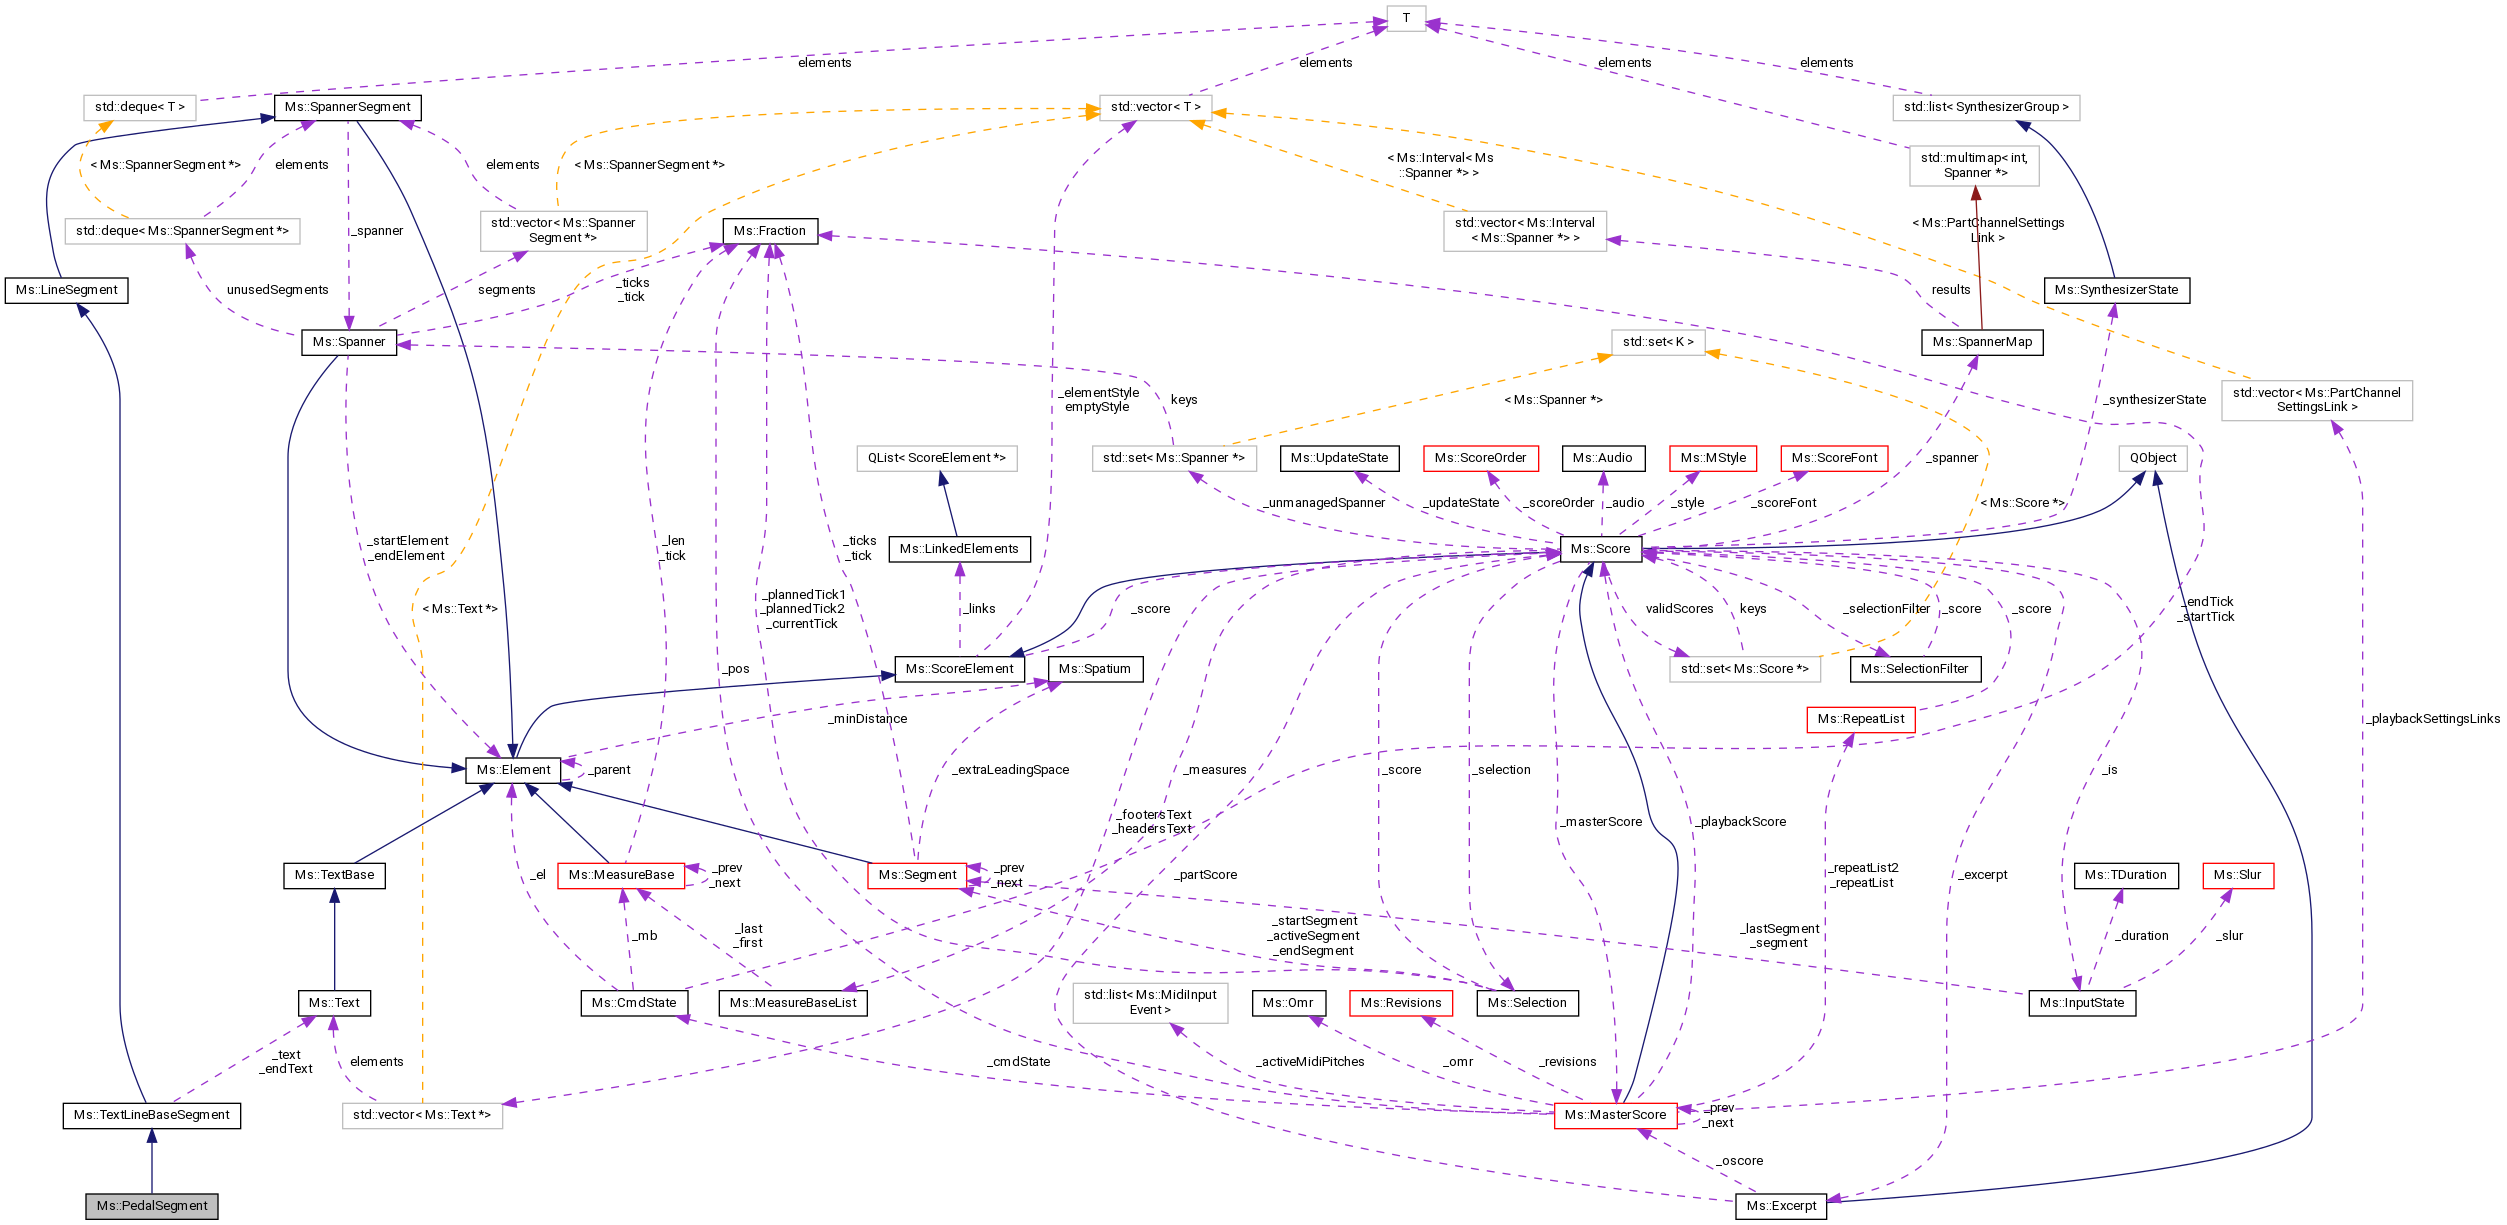 T
elements
elements
elements
elements
std::deque< T >
Ms::SpannerSegment
std::vector< T >
std::list< SynthesizerGroup >
< Ms::SpannerSegment *>
elements
elements
< Ms::SpannerSegment *>
< Ms::Interval< Ms
::Spanner *> >
std::multimap< int,
Spanner *>
std::deque< Ms::SpannerSegment *>
_spanner
std::vector< Ms::Spanner
Segment *>
Ms::Fraction
std::vector< Ms::Interval
< Ms::Spanner *> >
< Ms::PartChannelSettings
Link >
Ms::LineSegment
unusedSegments
segments
_ticks
_tick
results
Ms::SynthesizerState
Ms::Spanner
std::set< K >
Ms::SpannerMap
_elementStyle
emptyStyle
keys
< Ms::Spanner *>
_synthesizerState
std::vector< Ms::PartChannel
SettingsLink >
QList< ScoreElement *>
std::set< Ms::Spanner *>
Ms::UpdateState
Ms::ScoreOrder
Ms::Audio
Ms::MStyle
Ms::ScoreFont
_spanner
QObject
_unmanagedSpanner
_updateState
_scoreOrder
_audio
_style
_scoreFont
< Ms::Score *>
_startElement
_endElement
_len
_tick
_ticks
_tick
Ms::LinkedElements
Ms::Score
< Ms::Text *>
_plannedTick1
_plannedTick2
_currentTick
_links
_score
validScores
keys
_selectionFilter
_score
_score
_endTick
_startTick
_pos
Ms::ScoreElement
Ms::Spatium
std::set< Ms::Score *>
Ms::SelectionFilter
_minDistance
Ms::RepeatList
_playbackSettingsLinks
Ms::Element
_parent
_extraLeadingSpace
_measures
_score
_selection
_is
_footersText
_headersText
_masterScore
_playbackScore
Ms::TextBase
_el
Ms::MeasureBase
_prev
_next
Ms::Segment
_prev
_next
_partScore
_repeatList2
_repeatList
_excerpt
Ms::TDuration
Ms::Slur
_mb
_last
_first
_startSegment
_activeSegment
_endSegment
_lastSegment
_segment
_duration
_slur
Ms::Text
Ms::CmdState
Ms::MeasureBaseList
std::list< Ms::MidiInput
Event >
Ms::Omr
Ms::Revisions
Ms::Selection
Ms::InputState
_text
_endText
elements
_cmdState
_activeMidiPitches
_omr
_revisions
Ms::TextLineBaseSegment
std::vector< Ms::Text *>
Ms::MasterScore
_prev
_next
_oscore
Ms::PedalSegment
Ms::Excerpt